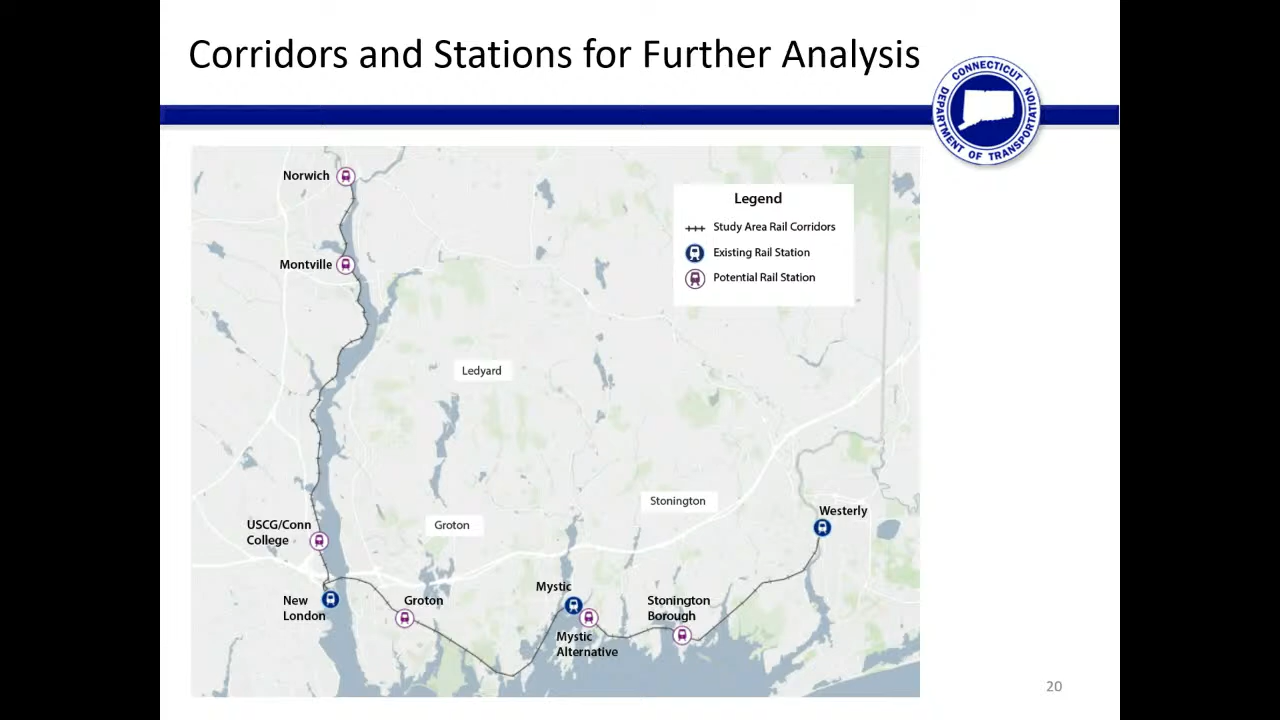 Corridors and Stations for Further Analysis
CONNECTICUT
DEPARTMENT OF TRANSPORTATION
Norwich
Legend
Study Area Rail Corridors
Existing Rail Station
Potential Rail Station
Montville
Ledyard
Stonington
Westerly
USCG/Conn
College
Groton
Mystic
New
London
Groton
Stonington
Borough
Mystic
Alternative
20